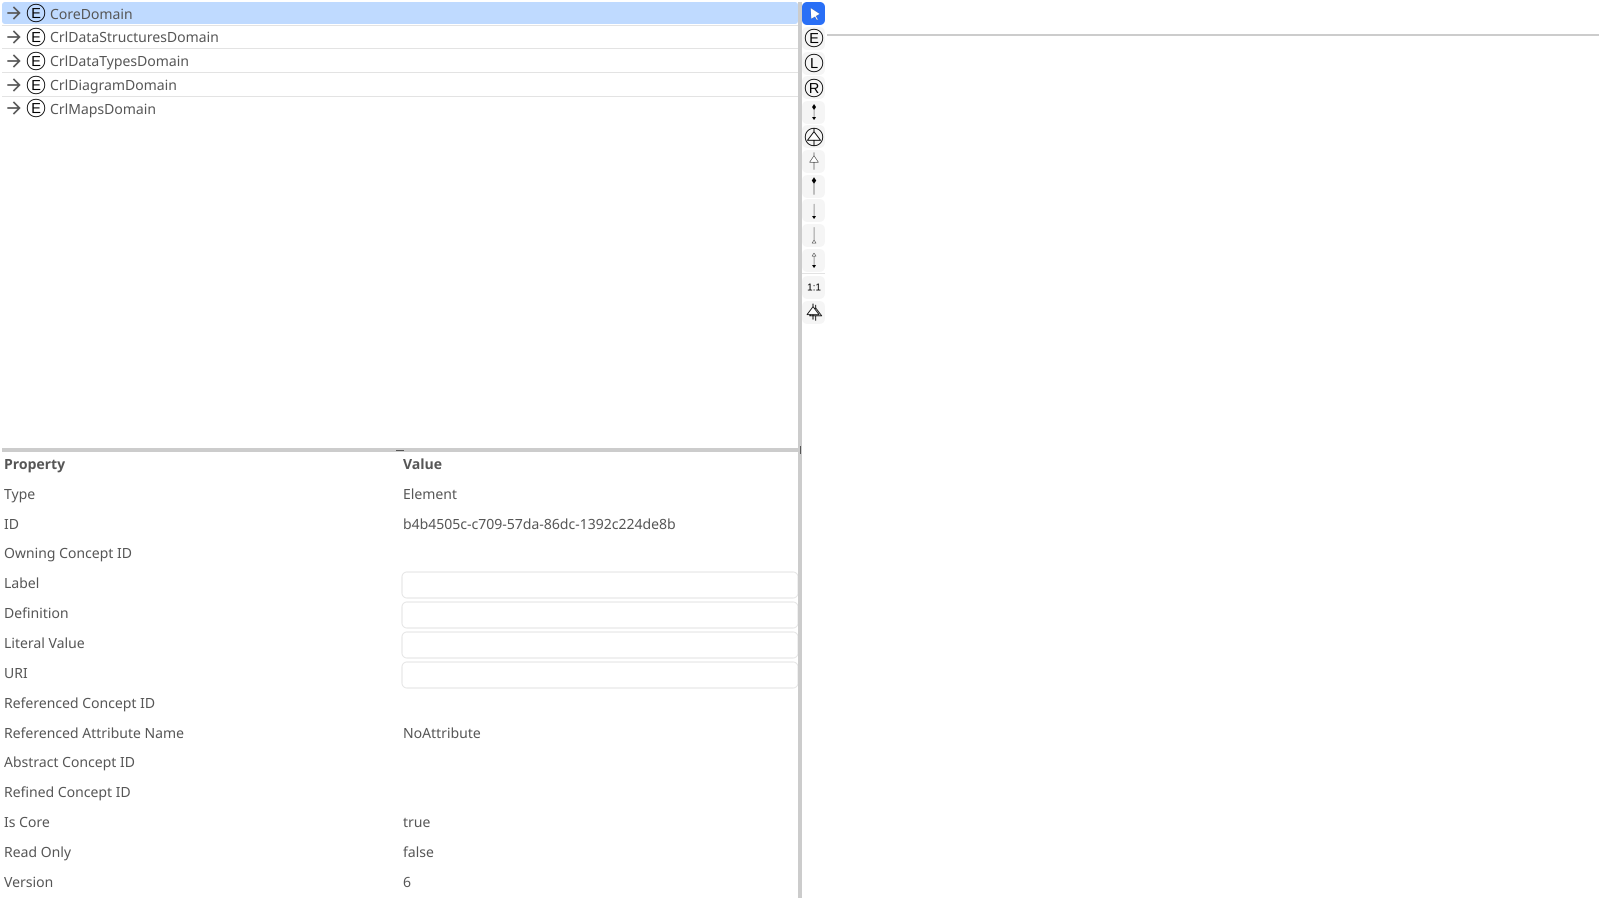 E CoreDomain
E CrlDataStructuresDomain
E CrlDataTypesDomain
E CrlDiagramDomain
E CrlMapsDomain
E
L
R
1:1
Property Value
Type Element
ID b4b4505c-c709-57da-86dc-1392c224de8b
Owning Concept ID
Label
Definition
Literal Value
URI
Referenced Concept ID
Referenced Attribute Name NoAttribute
Abstract Concept ID
Refined Concept ID
Is Core true
Read Only false
Version 6